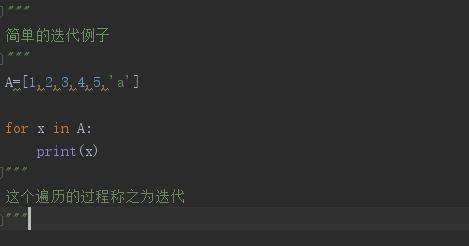 """
简单的迭代例子
"""
A=[1,2,3,4,5,'a']
for x in A:
    print(x)
"""
这个遍历的过程称之为迭代
"""